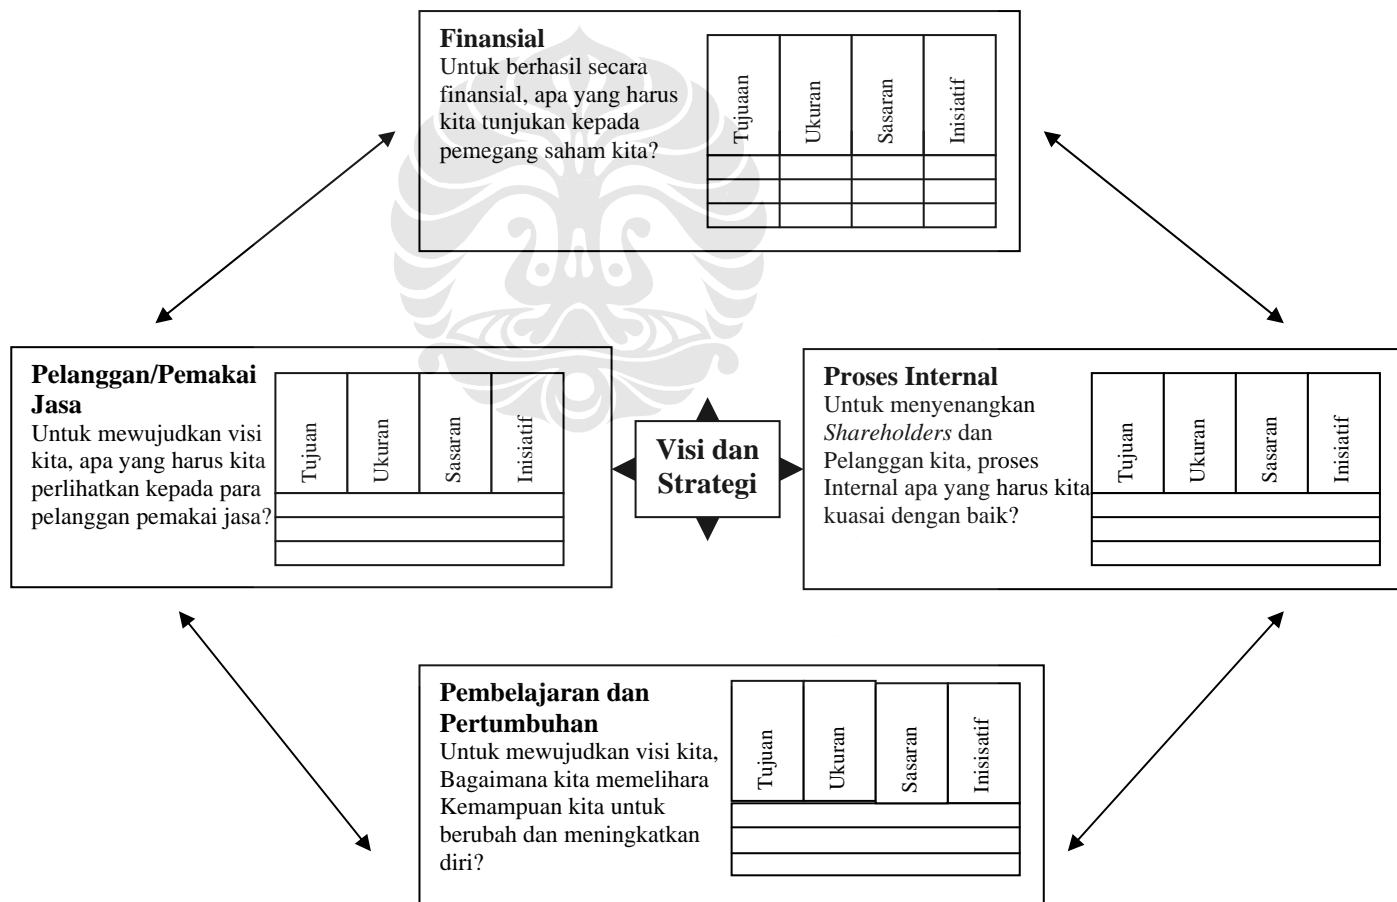 Finansial
Untuk berhasil secara
finansial, apa yang harus
kita tunjukan kepada
pemegang saham kita?
Tujuaan
Ukuran
Sasaran
Inisiatif
Pelanggan/Pemakai
Jasa
Untuk mewujudkan visi
kita, apa yang harus kita
perlihatkan kepada para
pelanggan pemakai jasa?
Tujuan
Ukuran
Sasaran
Inisiatif
Visi dan
Strategi
Proses Internal
Untuk menyenangkan
Shareholders dan
Pelanggan kita, proses
Internal apa yang harus kita
kuasai dengan baik?
Tujuan
Ukuran
Sasaran
Inisiatif
Pembelajaran dan
Pertumbuhan
Untuk mewujudkan visi kita,
Bagaimana kita memelihara
Kemampuan kita untuk
berubah dan meningkatkan
diri?
Tujuan
Ukuran
Sasaran
Inisisatif